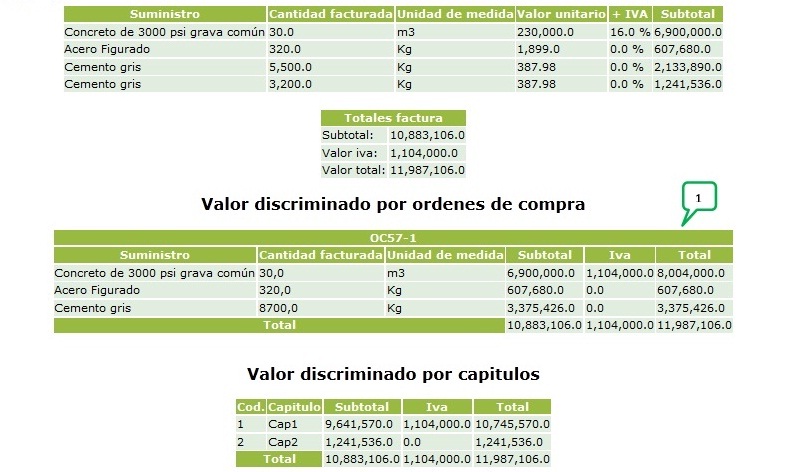 Suministro Cantidad facturada Unidad de medida Valor unitario + IVA Subtotal
Concreto de 3000 psi grava común 30.0 m3 230,000.0 16.0 % 6,900,000.0
Acero Figurado 320.0 Kg 1,899.0 0.0 % 607,680.0
Cemento gris 5,500.0 Kg 387.98 0.0 % 2,133,890.0
Cemento gris 3,200.0 Kg 387.98 0.0 % 1,241,536.0
Totales factura
Subtotal: 10,883,106.0
Valor iva: 1,104,000.0
Valor total: 11,987,106.0
1
Valor discriminado por ordenes de compra
OC57-1
Suministro Cantidad facturada Unidad de medida Subtotal Iva Total
Concreto de 3000 psi grava común 30,0 m3 6,900,000.0 1,104,000.0 8,004,000.0
Acero Figurado 320,0 Kg 607,680.0 0.0 607,680.0
Cemento gris 8700,0 Kg 3,375,426.0 0.0 3,375,426.0
Total 10,883,106.0 1,104,000.0 11,987,106.0
Valor discriminado por capitulos
Cod. Capitulo Subtotal Iva Total
1 Cap1 9,641,570.0 1,104,000.0 10,745,570.0
2 Cap2 1,241,536.0 0.0 1,241,536.0
Total 10,883,106.0 1,104,000.0 11,987,106.0